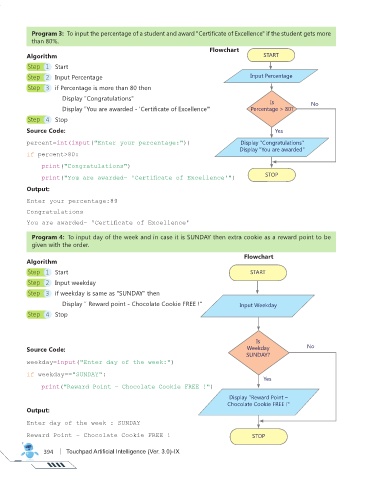 Program 3: To input the percentage of a student and award "Certificate of Excellence" if the student gets more
than 80%.
Algorithm
Step 1 Start
Step 2 Input Percentage
Step 3 if Percentage is more than 80 then
Display "Congratulations"
Display "You are awarded - 'Certificate of Excellence'"
Step 4 Stop
Source Code:
percent=int(input("Enter your percentage:"))
if percent>80:
print("Congratulations")
print("You are awarded- 'Certificate of Excellence'")
Output:
Enter your percentage:89
Congratulations
You are awarded- 'Certificate of Excellence'
Flowchart
START
Input Percentage
Is
Percentage > 80?
No
Yes
Display "Congratulations"
Display "You are awarded"
STOP
Program 4: To input day of the week and in case it is SUNDAY then extra cookie as a reward point to be
given with the order.
Algorithm
Step 1 Start
Step 2 Input weekday
Step 3 if weekday is same as "SUNDAY" then
Display " Reward point - Chocolate Cookie FREE !"
Step 4 Stop
Source Code:
weekday=input("Enter day of the week:")
if weekday=="SUNDAY":
print("Reward Point - Chocolate Cookie FREE !")
Output:
Enter day of the week : SUNDAY
Reward Point - Chocolate Cookie FREE !
Flowchart
START
Input Weekday
Is
Weekday
SUNDAY?
No
Yes
Display "Reward Point –
Chocolate Cookie FREE !"
STOP
394 | Touchpad Artificial Intelligence (Ver. 3.0)-IX